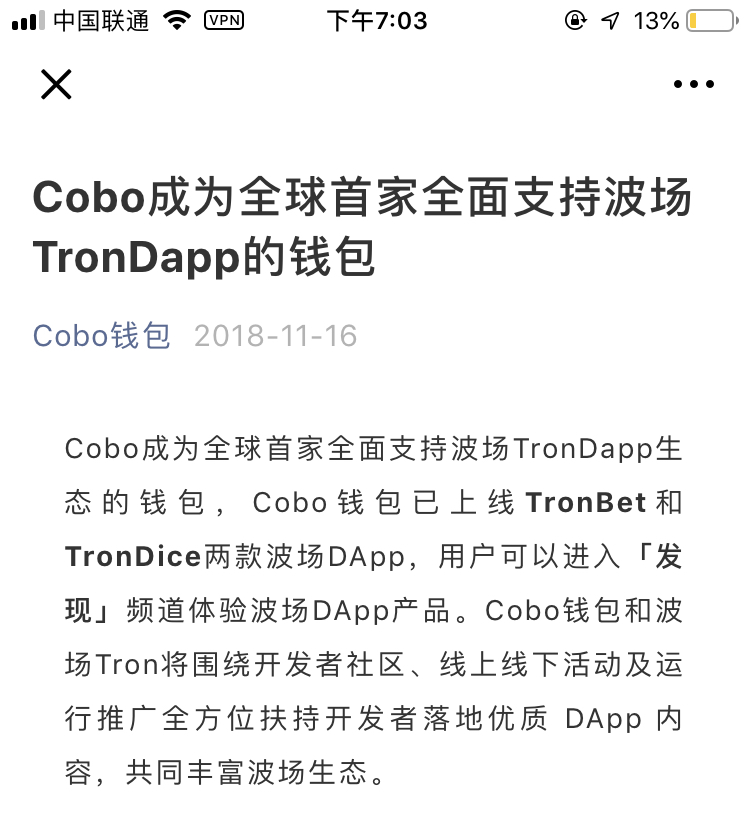 中国联通 VPN 下午7:03 13%
Cobo成为全球首家全面支持波场
TronDapp的钱包
Cobo钱包 2018-11-16
Cobo成为全球首家全面支持波场TronDapp生
态的钱包，Cobo钱包已上线TronBet和
TronDice两款波场DApp，用户可以进入「发
现」频道体验波场DApp产品。Cobo钱包和波
场Tron将围绕开发者社区、线上线下活动及运
行推广全方位扶持开发者落地优质 DApp 内
容，共同丰富波场生态。